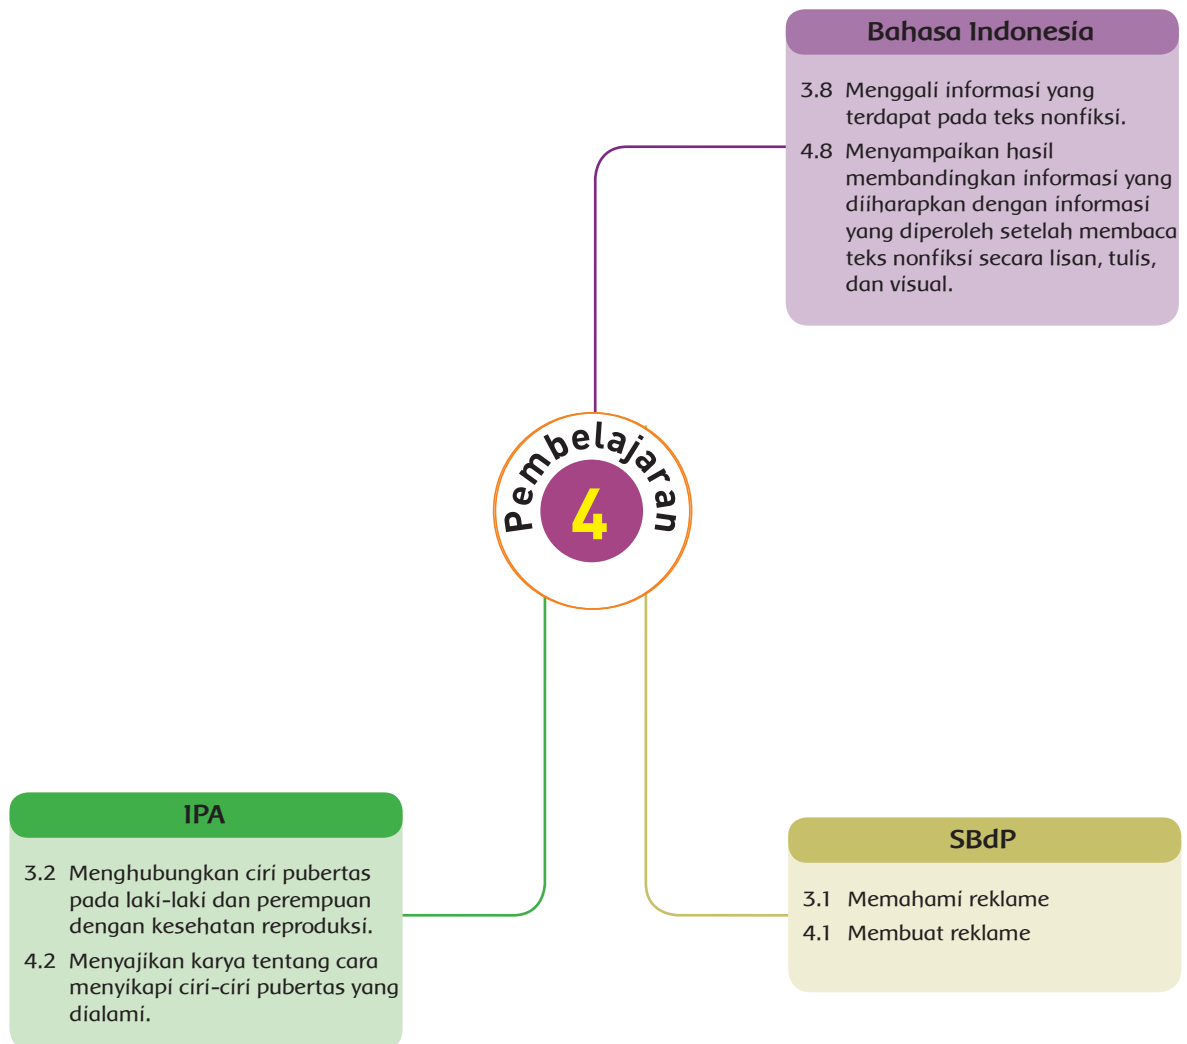 Bahasa Indonesia
3.8 Menggali informasi yang
terdapat pada teks nonfiksi.
4.8 Menyampaikan hasil
membandingkan informasi yang
diiharapkan dengan informasi
yang diperoleh setelah membaca
teks nonfiksi secara lisan, tulis,
dan visual.
Pembelajaran
4
IPA
3.2 Menghubungkan ciri pubertas
pada laki-laki dan perempuan
dengan kesehatan reproduksi.
4.2 Menyajikan karya tentang cara
menyikapi ciri-ciri pubertas yang
dialami.
SBdP
3.1 Memahami reklame
4.1 Membuat reklame